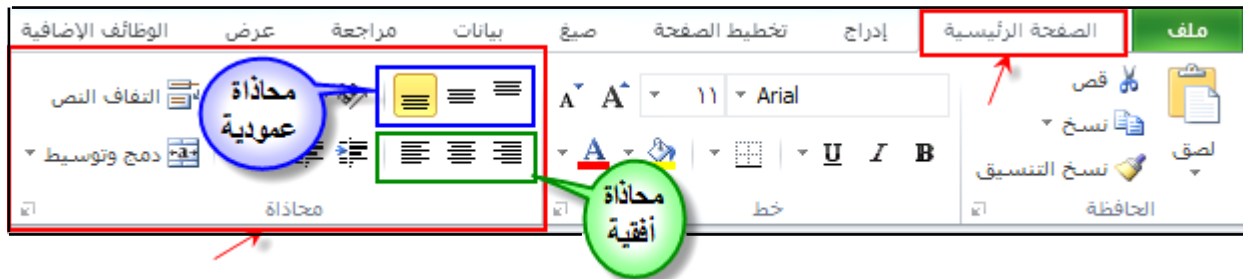 ملف الصفحة الرئيسية إدراج تخطيط الصفحة صيغ بيانات مراجعة عرض الوظائف الإضافية
لصق
قص
نسخ
نسخ التنسيق
الحافظة
Arial ١١ A A
B I U A
خط
محاذاة عمودية
محاذاة أفقية
التفاف النص
دمج وتوسيط
محاذاة